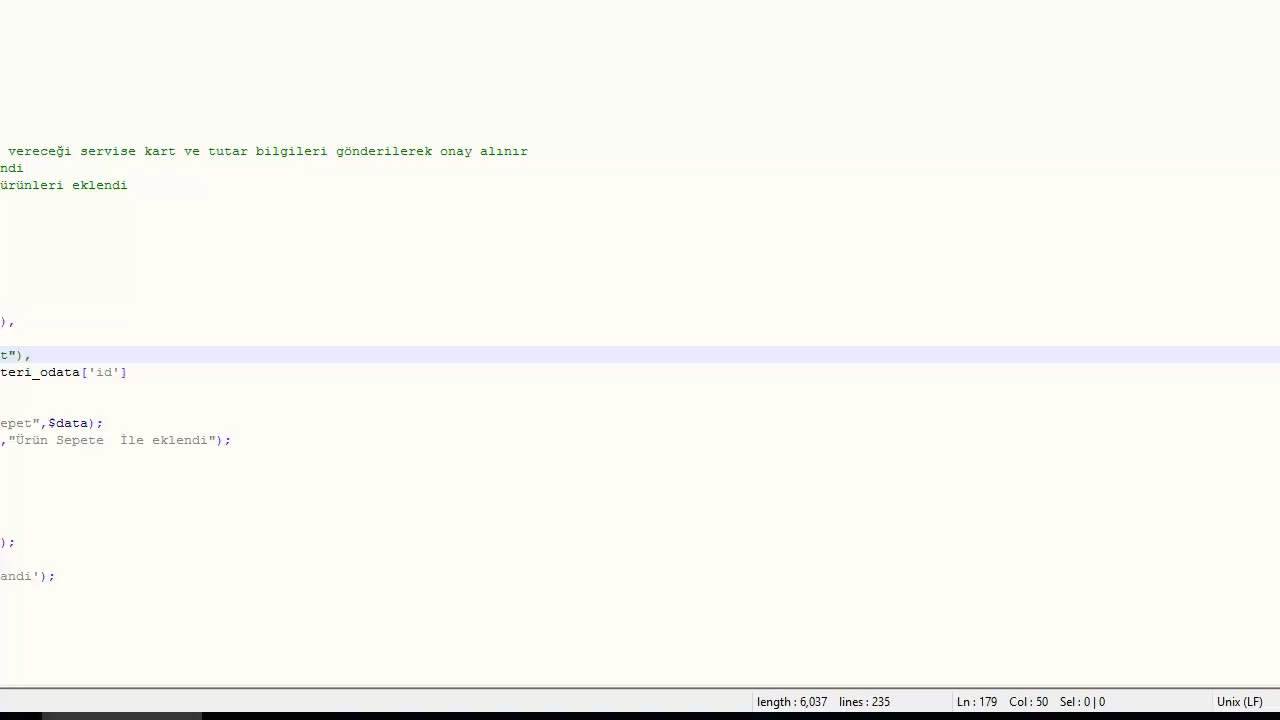 vereceği servise kart ve tutar bilgileri gönderilerek onay alınır
ndi
ürünleri eklendi
),
t"),
teri_odata['id']
epet",$data);
,"Ürün Sepete  İle eklendi");
);
andi');
length : 6,037 lines : 235 Ln : 179 Col : 50 Sel : 0 | 0 Unix (LF)